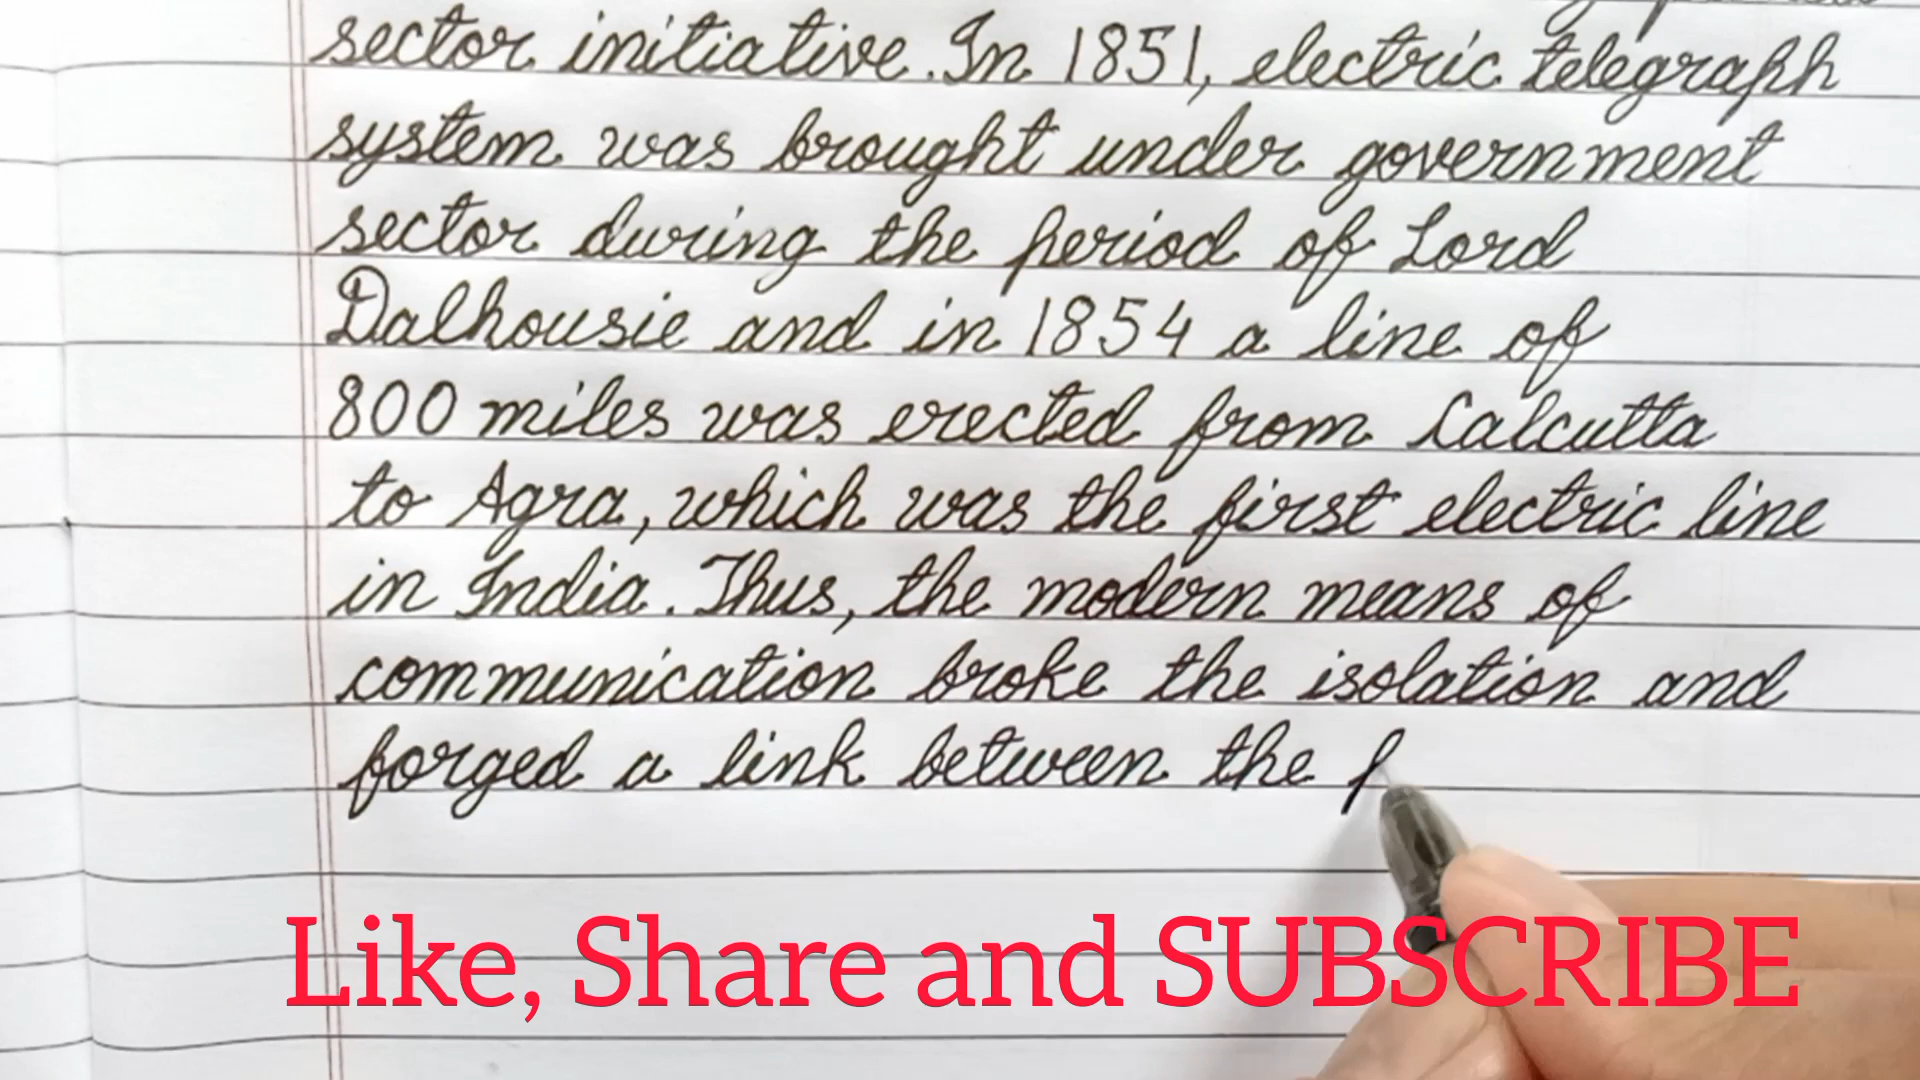 sector initiative. In 1851, electric telegraph
system was brought under government
sector during the period of Lord
Dalhousie and in 1854 a line of
800 miles was erected from Calcutta
to Agra, which was the first electric line
in India. Thus, the modern means of
communication broke the isolation and
forged a link between the p
Like, Share and SUBSCRIBE